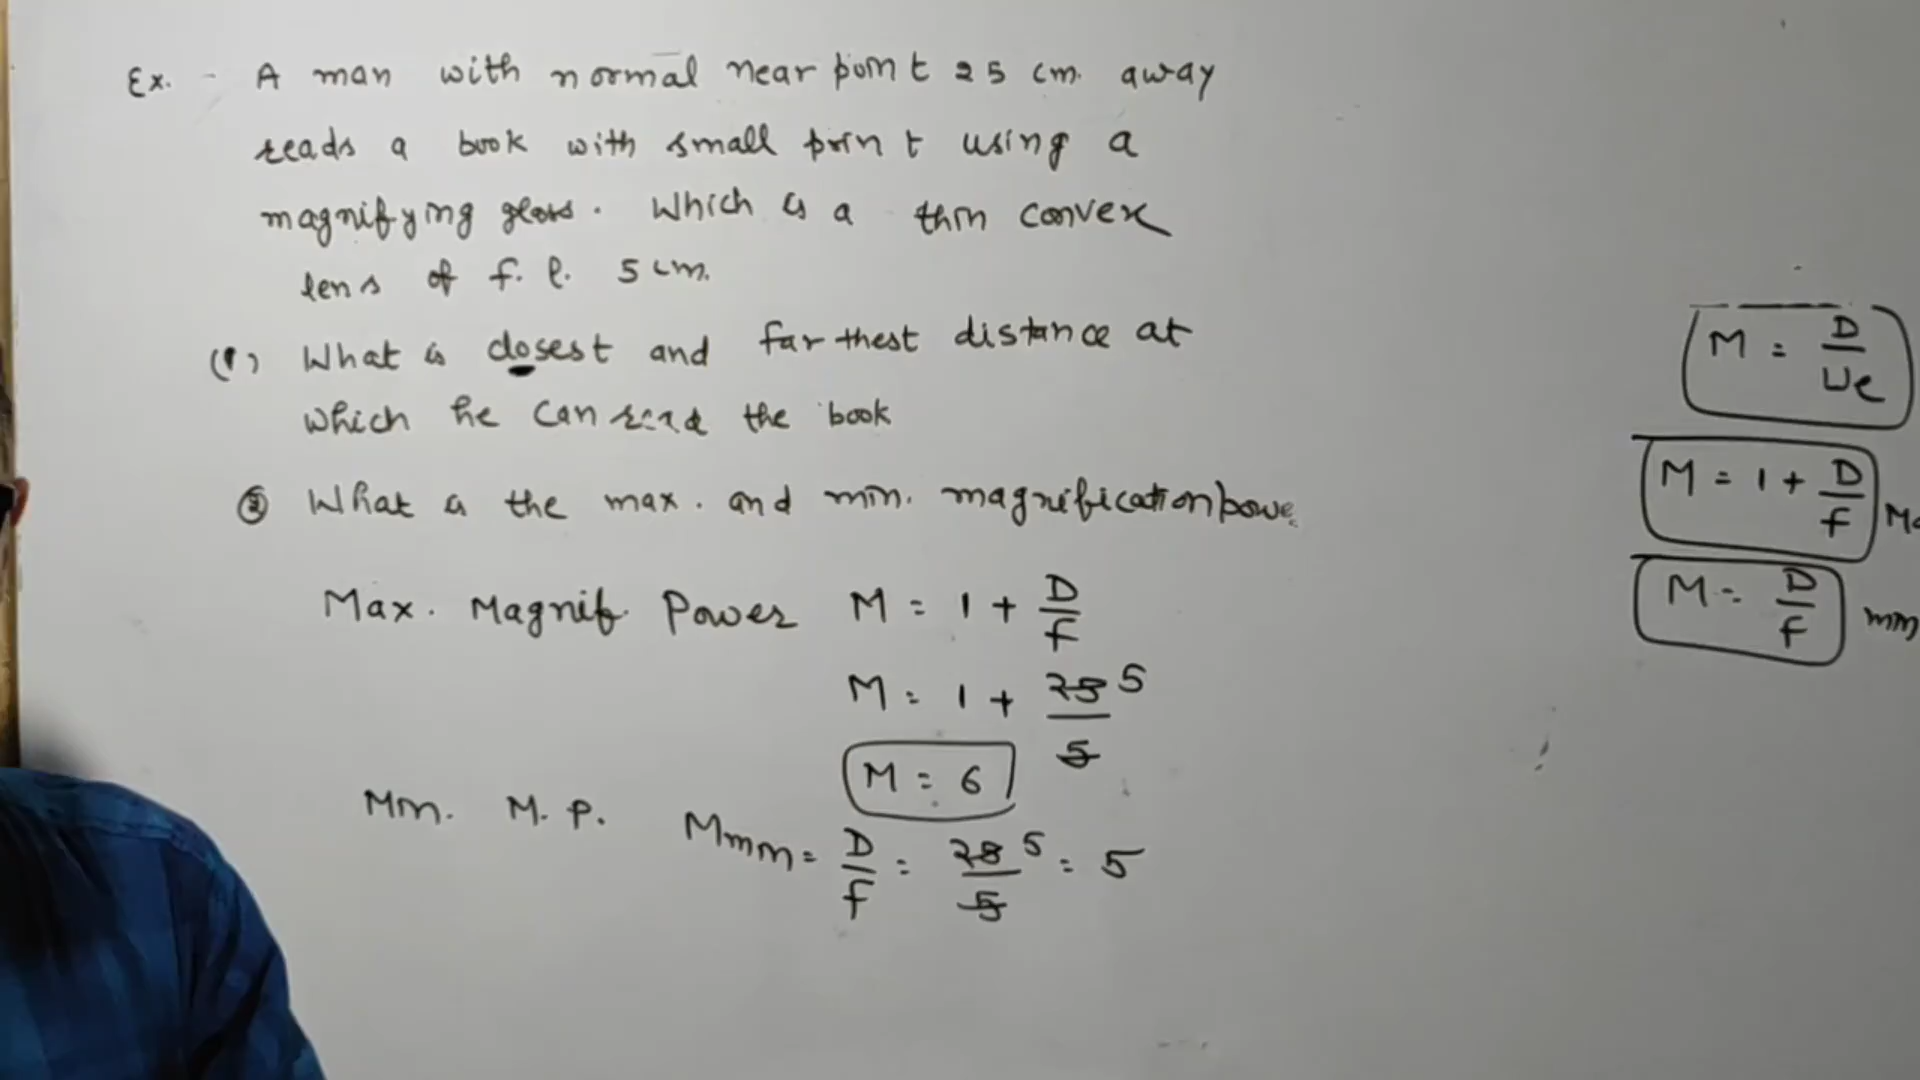 Ex. - A man with normal near point 25 cm. away
reads a book with small print using a
magnifying glass. Which is a thin convex
lens of f. l. 5 cm.
(1) What is closest and farthest distance at
which he can read the book
② What is the max. and min. magnification powe
Max. Magnif. Power M = 1 + D/f
M = 1 + 25/5 5
M = 6
Min. M. P. Mmin = D/f = 25/5 5 = 5
M = D/Ue
M = 1 + D/f
M = D/f min